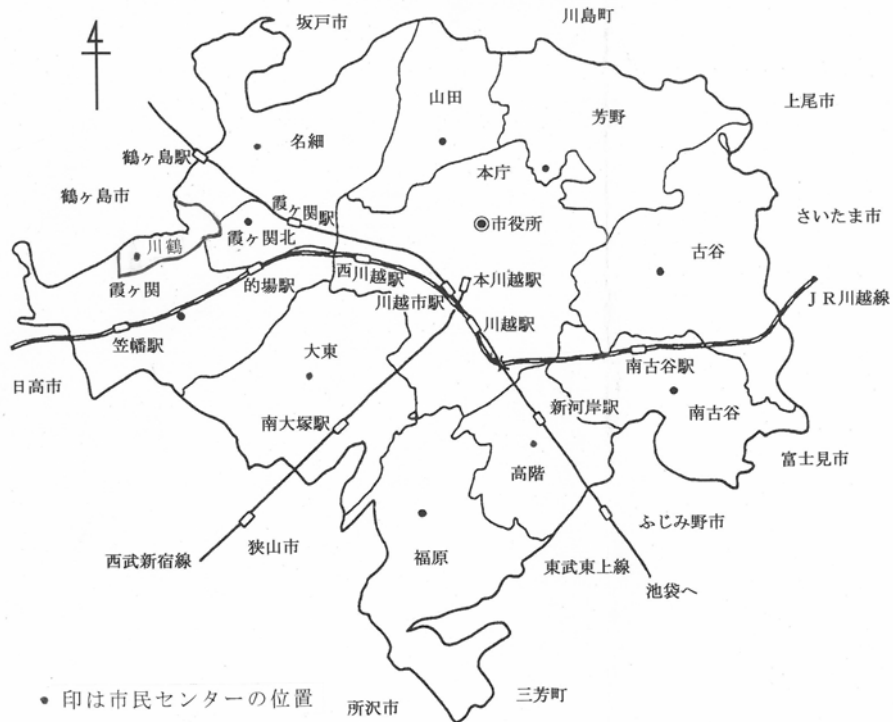 坂戸市
川島町
山田
芳野
上尾市
名細
鶴ヶ島駅
本庁
鶴ヶ島市
霞ヶ関駅
市役所
さいたま市
川鶴
霞ヶ関北
古谷
霞ヶ関
的場駅
西川越駅
本川越駅
川越市駅
川越駅
JR川越線
笠幡駅
大東
南古谷駅
日高市
新河岸駅
南古谷
南大塚駅
高階
富士見市
ふじみ野市
西武新宿線
狭山市
福原
東武東上線
池袋へ
• 印は市民センターの位置
所沢市
三芳町